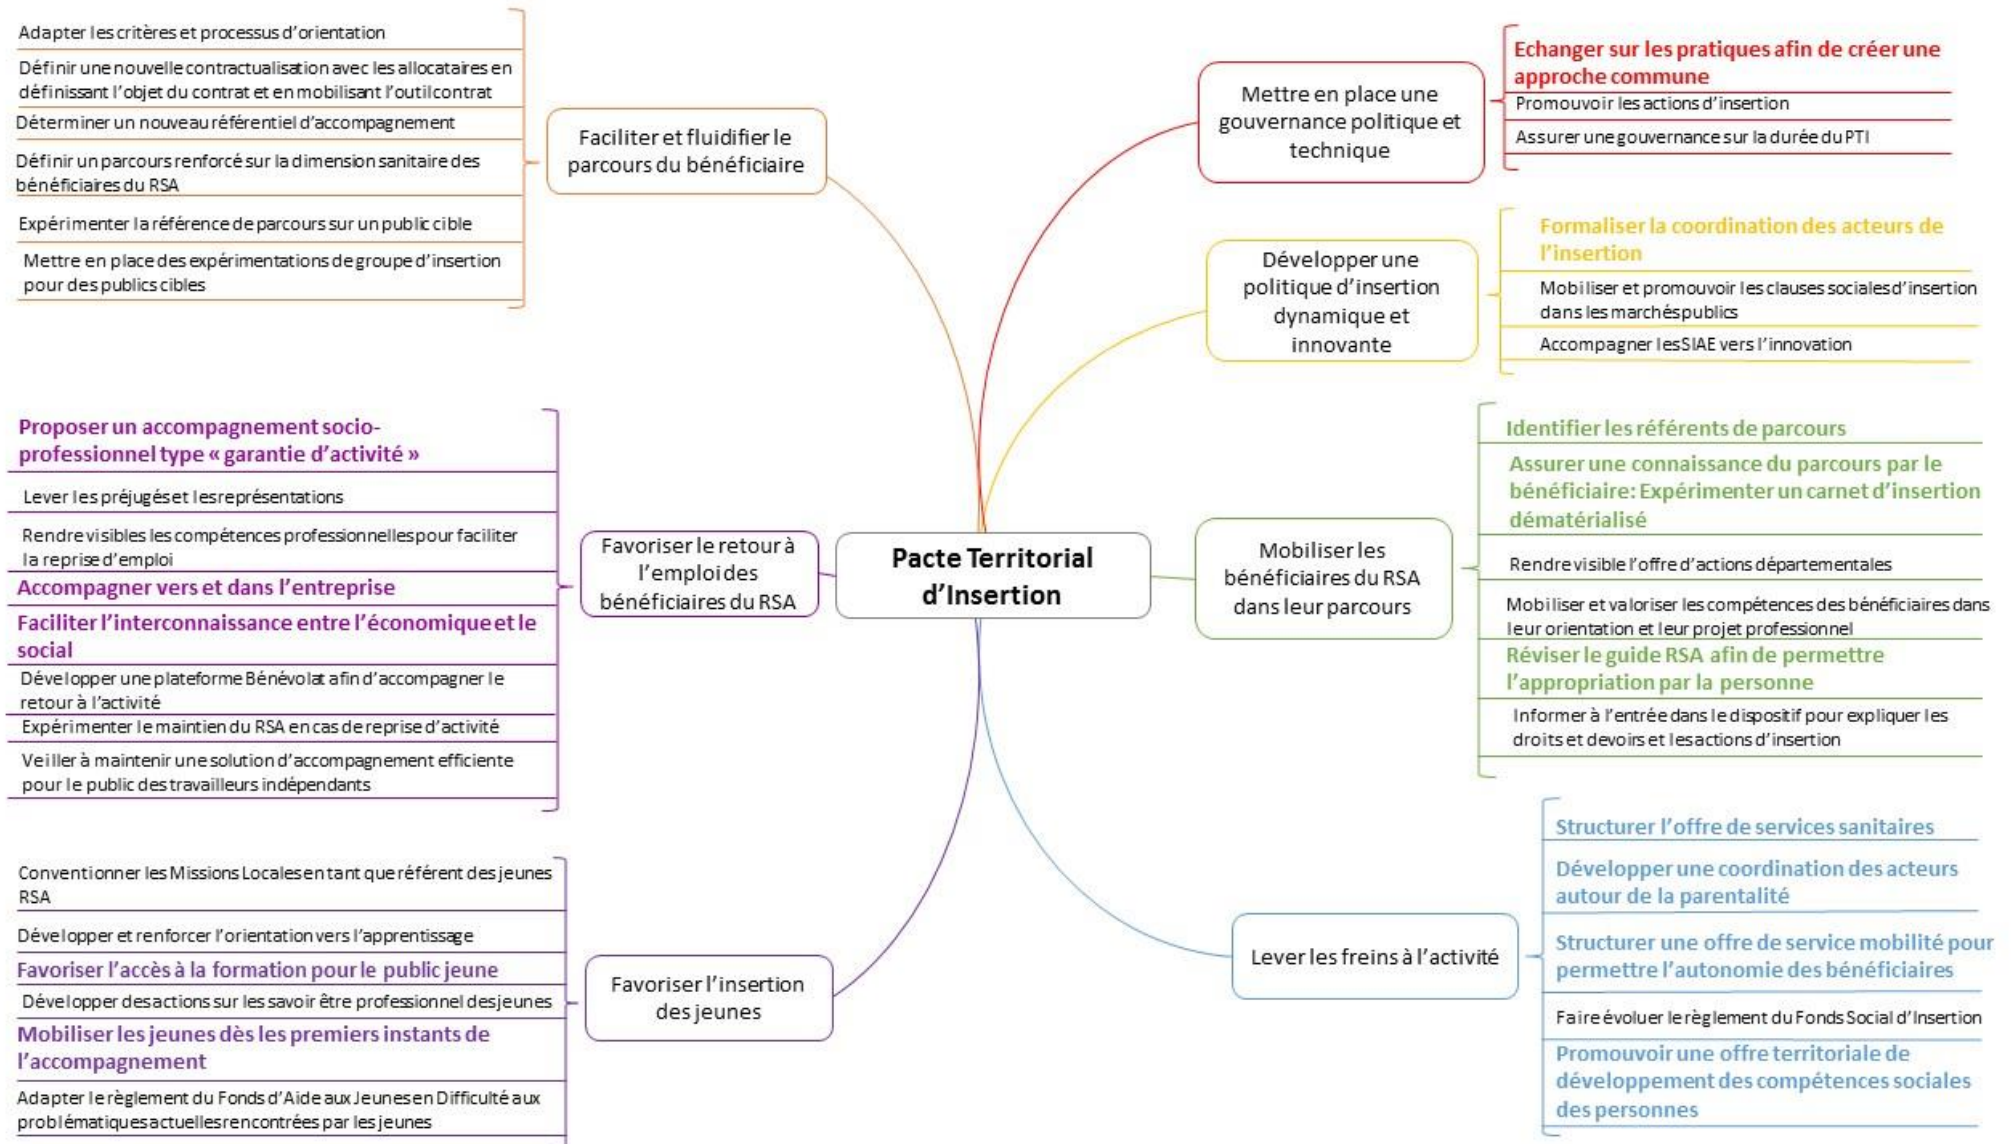 Adapter les critères et processus d'orientation
Définir une nouvelle contractualisation avec les allocataires en
définissant l'objet du contrat et en mobilisant l'outil contrat
Déterminer un nouveau référentiel d'accompagnement
Définir un parcours renforcé sur la dimension sanitaire des
bénéficiaires du RSA
Expérimenter la référence de parcours sur un public cible
Mettre en place des expérimentations de groupe d'insertion
pour des publics cibles
Faciliter et fluidifier le
parcours du bénéficiaire
Proposer un accompagnement socio-
professionnel type « garantie d'activité »
Lever les préjugés et les représentations
Rendre visibles les compétences professionnelles pour faciliter
la reprise d'emploi
Accompagner vers et dans l'entreprise
Faciliter l'interconnaissance entre l'économique et le
social
Développer une plateforme Bénévolat afin d'accompagner le
retour à l'activité
Expérimenter le maintien du RSA en cas de reprise d'activité
Veiller à maintenir une solution d'accompagnement efficiente
pour le public des travailleurs indépendants
Favoriser le retour à
l'emploi des
bénéficiaires du RSA
Conventionner les Missions Locales en tant que référent des jeunes
RSA
Développer et renforcer l'orientation vers l'apprentissage
Favoriser l'accès à la formation pour le public jeune
Développer des actions sur les savoir être professionnel des jeunes
Mobiliser les jeunes dès les premiers instants de
l'accompagnement
Adapter le règlement du Fonds d'Aide aux Jeunes en Difficulté aux
problématiques actuelles rencontrées par les jeunes
Favoriser l'insertion
des jeunes
Pacte Territorial
d'Insertion
Mettre en place une
gouvernance politique et
technique
Echanger sur les pratiques afin de créer une
approche commune
Promouvoir les actions d'insertion
Assurer une gouvernance sur la durée du PTI
Développer une
politique d'insertion
dynamique et
innovante
Formaliser la coordination des acteurs de
l'insertion
Mobiliser et promouvoir les clauses sociales d'insertion
dans les marchés publics
Accompagner les SIAE vers l'innovation
Mobiliser les
bénéficiaires du RSA
dans leur parcours
Identifier les référents de parcours
Assurer une connaissance du parcours par le
bénéficiaire: Expérimenter un carnet d'insertion
dématérialisé
Rendre visible l'offre d'actions départementales
Mobiliser et valoriser les compétences des bénéficiaires dans
leur orientation et leur projet professionnel
Réviser le guide RSA afin de permettre
l'appropriation par la personne
Informer à l'entrée dans le dispositif pour expliquer les
droits et devoirs et les actions d'insertion
Lever les freins à l'activité
Structurer l'offre de services sanitaires
Développer une coordination des acteurs
autour de la parentalité
Structurer une offre de service mobilité pour
permettre l'autonomie des bénéficiaires
Faire évoluer le règlement du Fonds Social d'Insertion
Promouvoir une offre territoriale de
développement des compétences sociales
des personnes